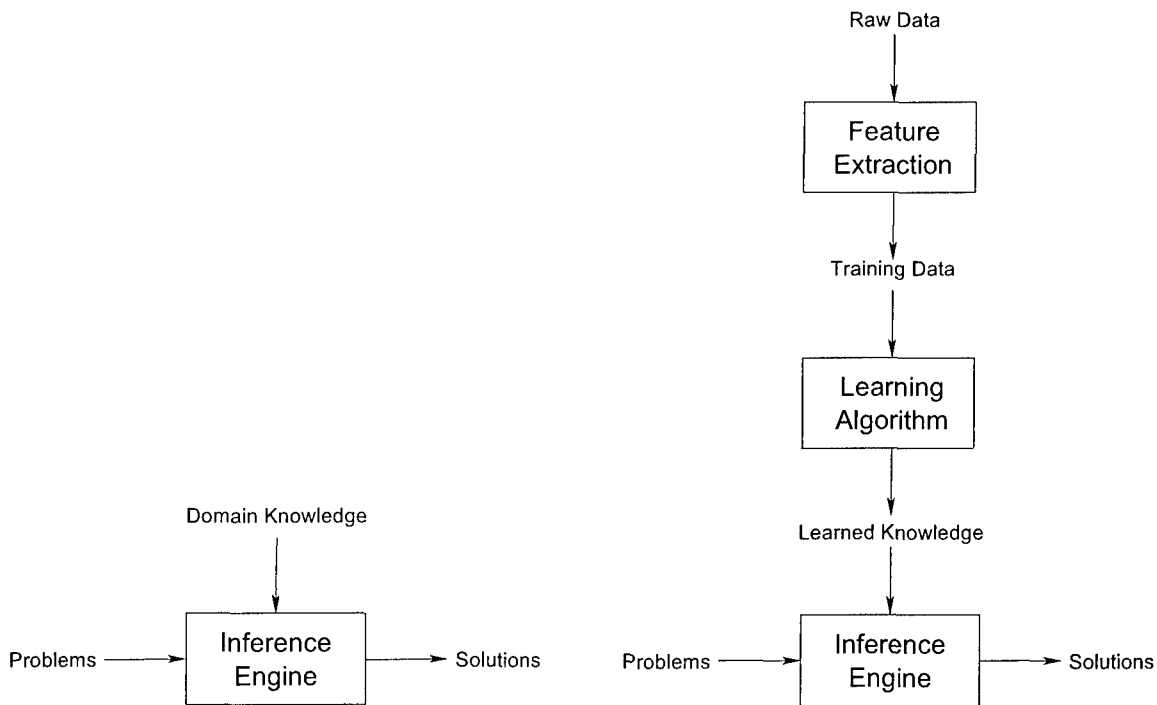 Raw Data
Feature
Extraction
Training Data
Learning
Algorithm
Domain Knowledge
Learned Knowledge
Problems
Inference
Engine
Solutions
Problems
Inference
Engine
Solutions